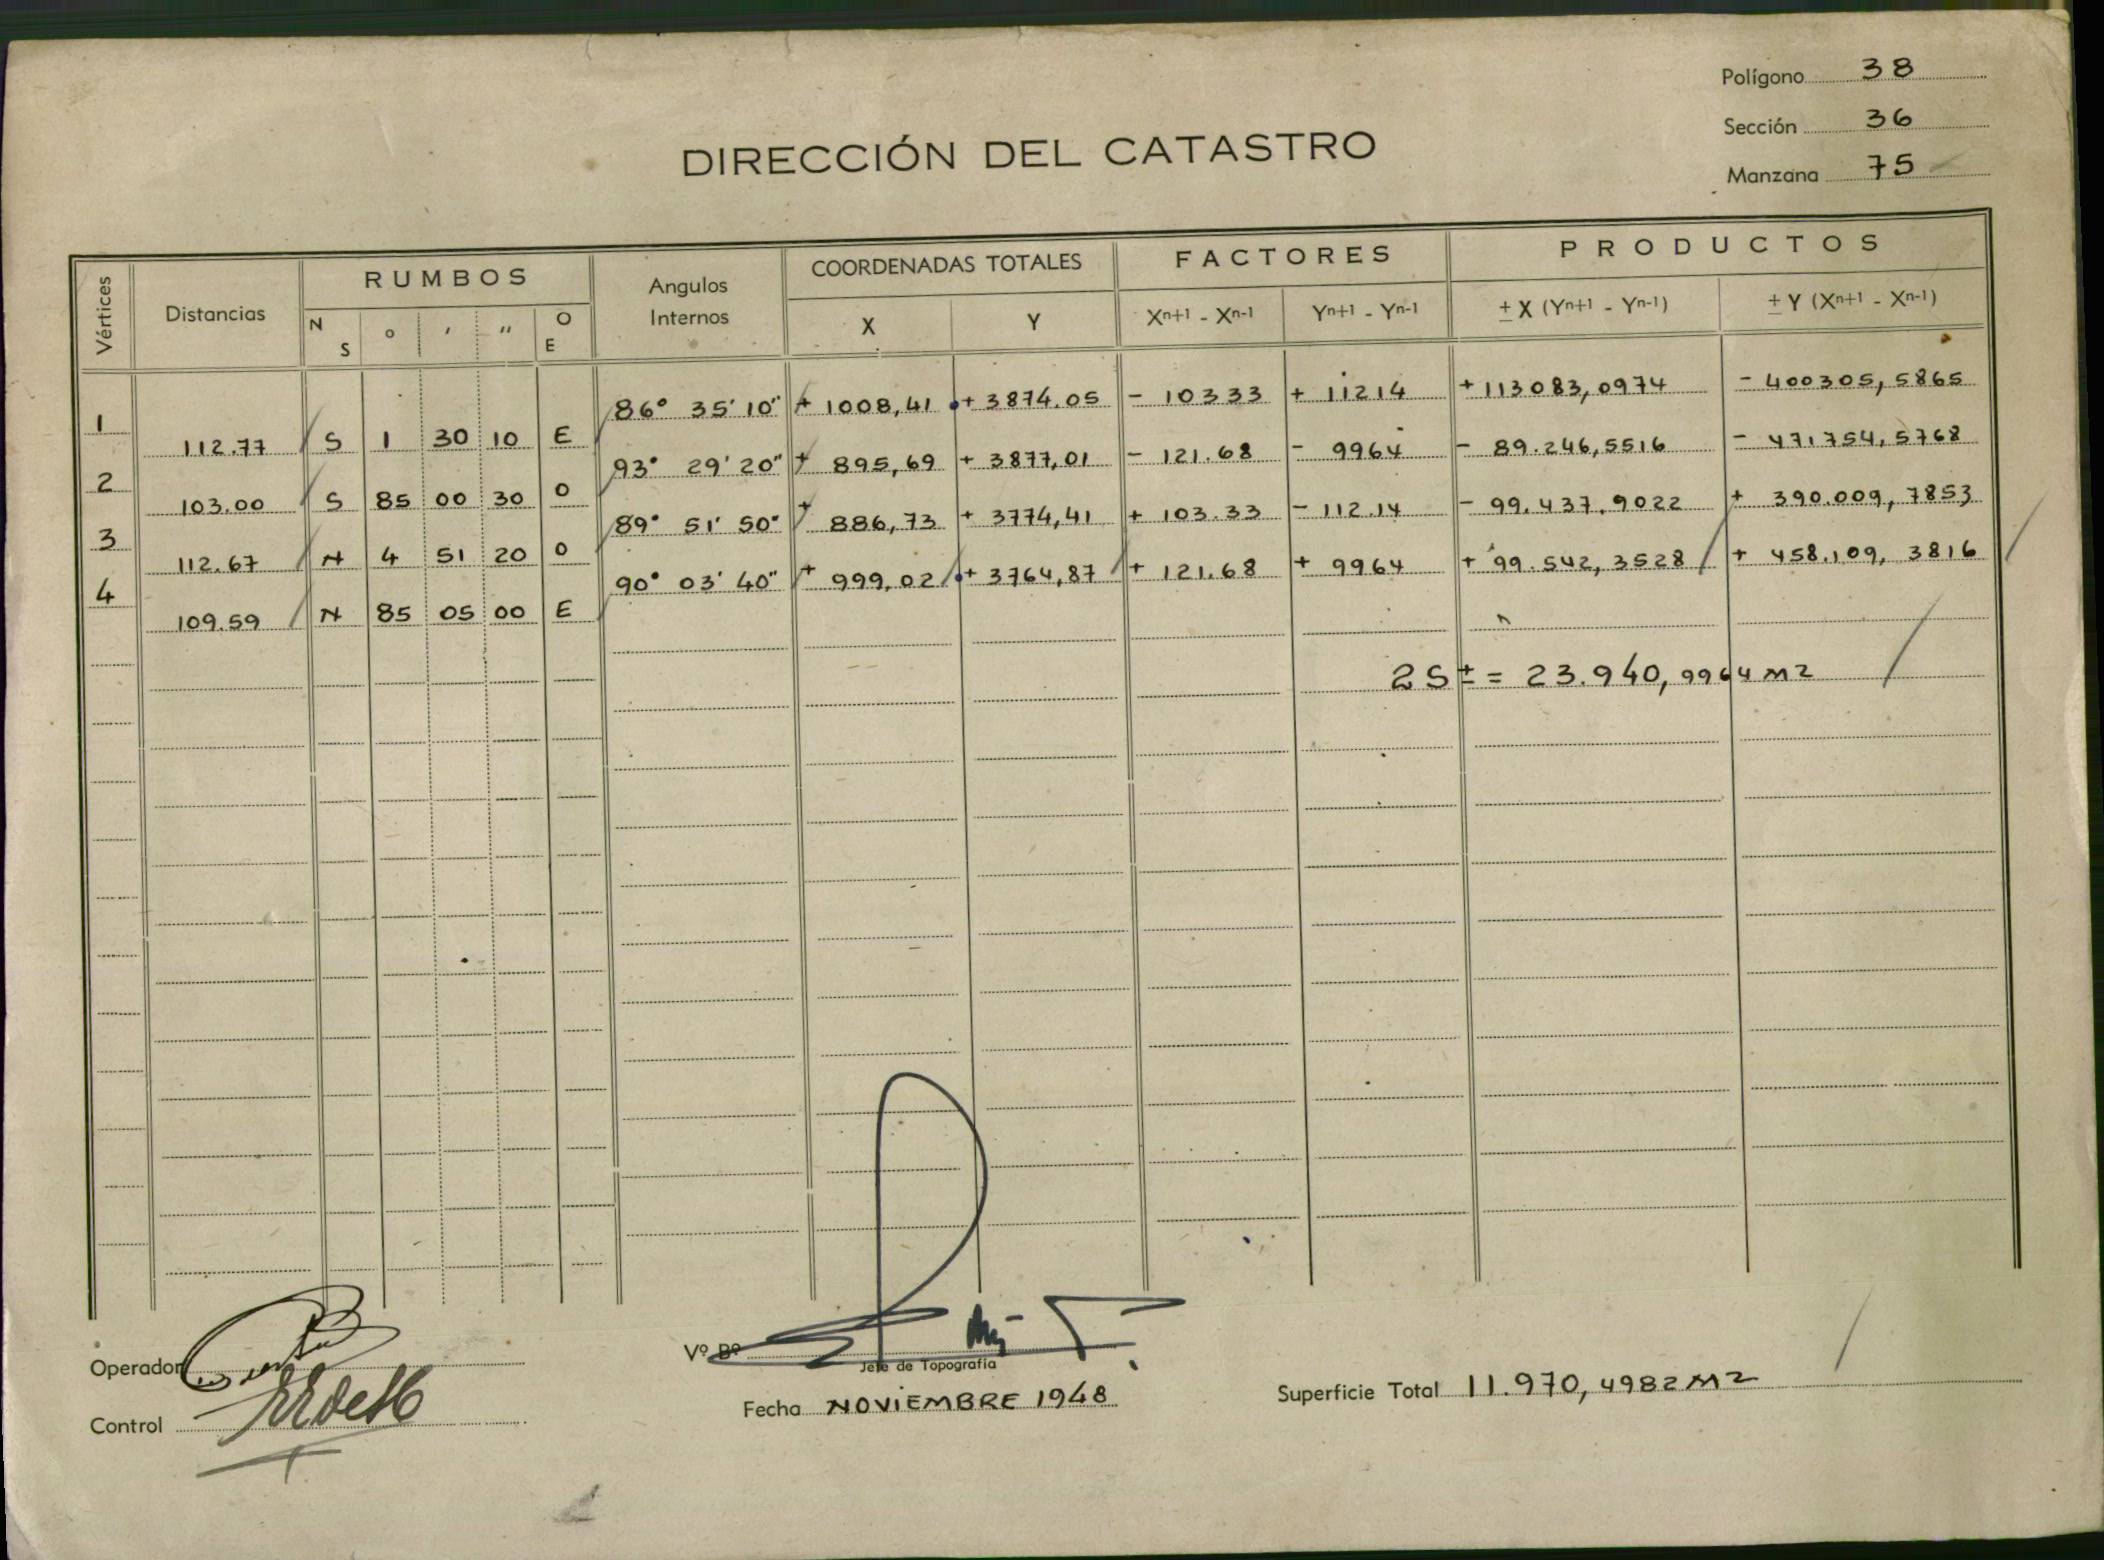 Polígono 38
Sección 36
Manzana 75
DIRECCIÓN DEL CATASTRO
Vértices Distancias RUMBOS Angulos Internos COORDENADAS TOTALES FACTORES PRODUCTOS
N S o ' '' O E X Y Xn+1 - Xn-1 Yn+1 - Yn-1 ± X (Yn+1 - Yn-1) ± Y (Xn+1 - Xn-1)
1 86° 35' 10" + 1008,41 + 3874.05 - 10333 + 11214 + 113083,0974 - 400305,5865
112.77 S 1 30 10 E
2 93° 29' 20" + 895,69 + 3877,01 - 121.68 - 9964 - 89.246,5516 - 471.754,5768
103.00 S 85 00 30 O
3 89° 51' 50" + 886,73 + 3774,41 + 103.33 - 112.14 - 99.437,9022 + 390.009,7853
112.67 N 4 51 20 O
4 90° 03' 40" + 999,02 + 3764,87 + 121.68 + 9964 + 99.542,3528 + 458.109,3816
109.59 N 85 05 00 E
2S ± = 23.940,9964 M2
Operador
Control
Vº Bº
Jefe de Topografía
Fecha NOVIEMBRE 1948
Superficie Total 11.970,4982 M2